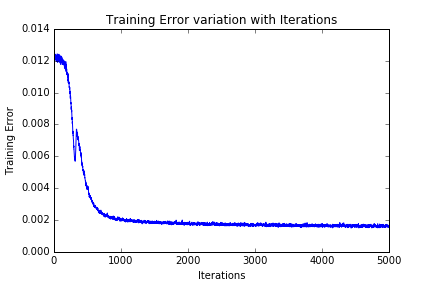 Training Error variation with Iterations
0.014
0.012
0.010
0.008
0.006
0.004
0.002
0.000
Training Error
0 1000 2000 3000 4000 5000
Iterations